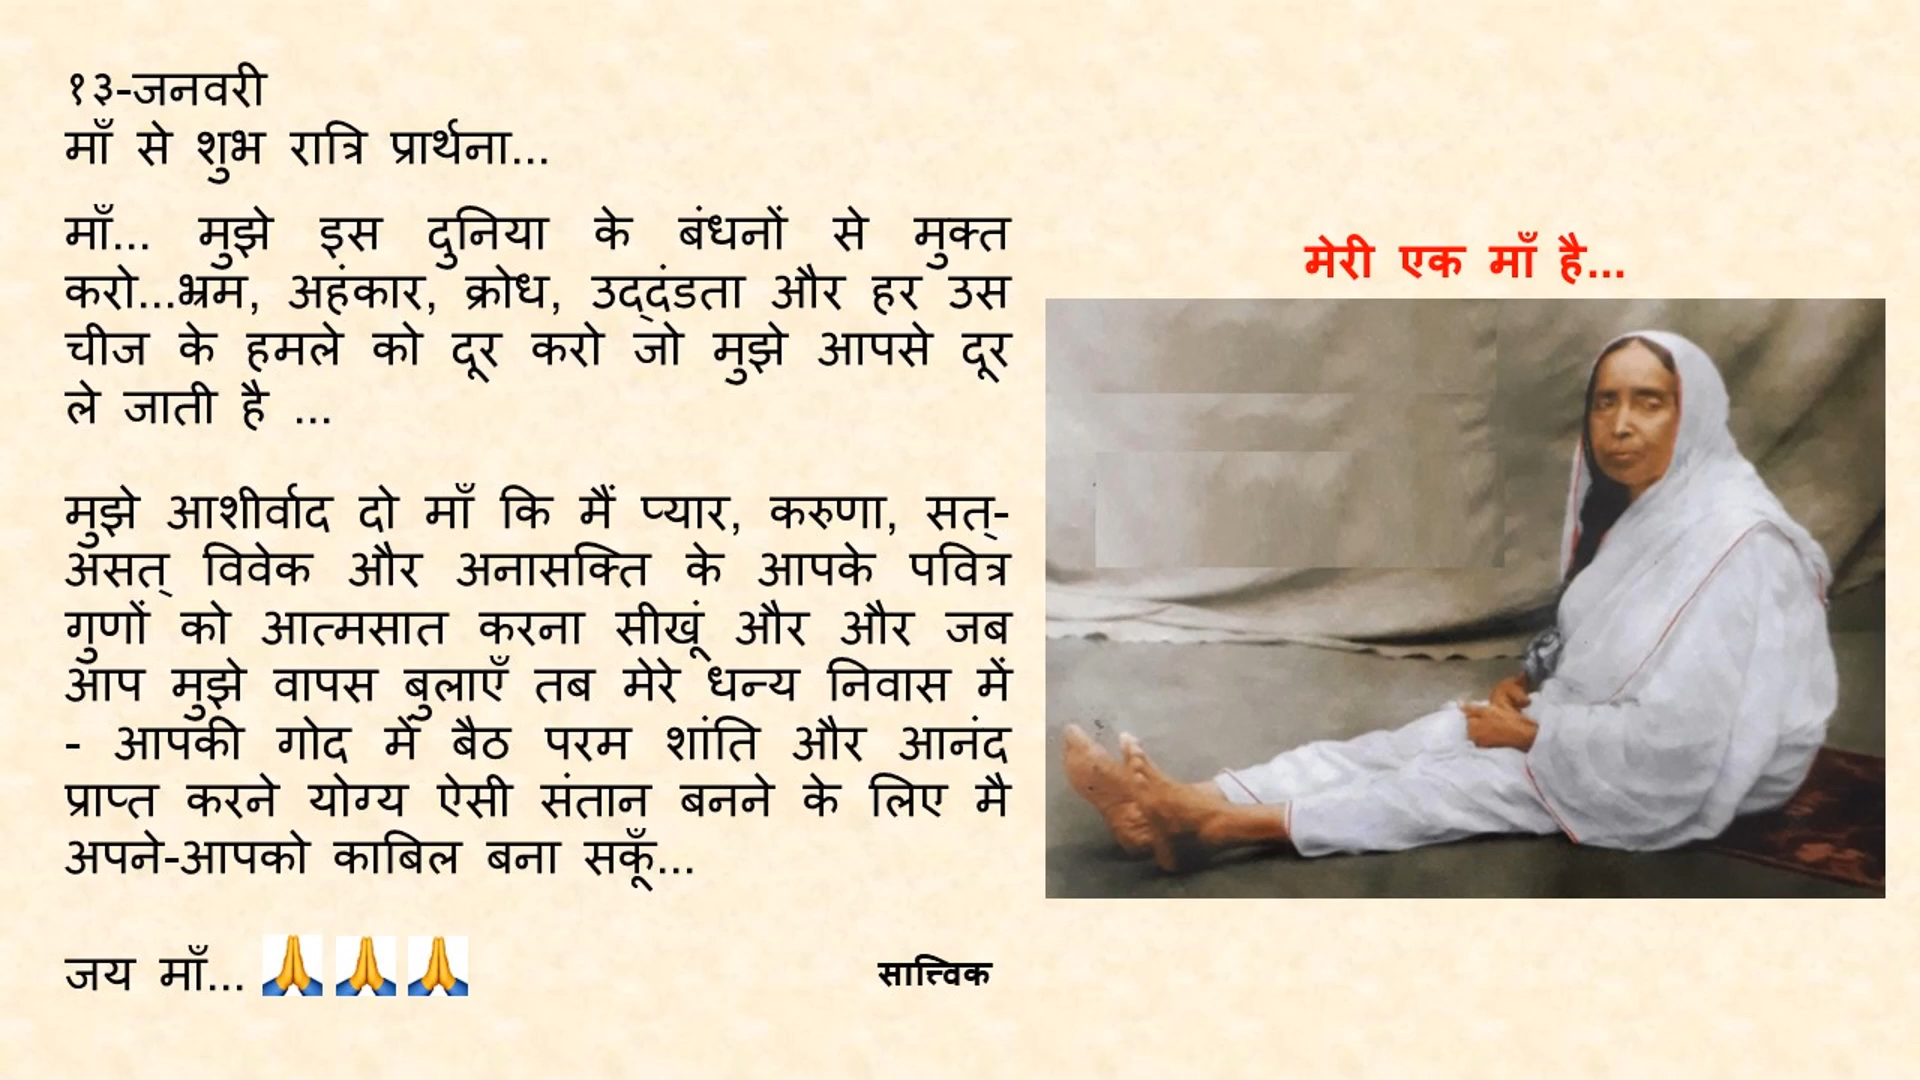 १३-जनवरी
माँ से शुभ रात्रि प्रार्थना...
माँ... मुझे इस दुनिया के बंधनों से मुक्त
करो...भ्रम, अहंकार, क्रोध, उद्दंडता और हर उस
चीज के हमले को दूर करो जो मुझे आपसे दूर
ले जाती है ...
मुझे आशीर्वाद दो माँ कि मैं प्यार, करुणा, सत्-
असत् विवेक और अनासक्ति के आपके पवित्र
गुणों को आत्मसात करना सीखूं और और जब
आप मुझे वापस बुलाएँ तब मेरे धन्य निवास में
- आपकी गोद में बैठ परम शांति और आनंद
प्राप्त करने योग्य ऐसी संतान बनने के लिए मै
अपने-आपको काबिल बना सकूँ...
जय माँ... 🙏🙏🙏
सात्त्विक
मेरी एक माँ है...